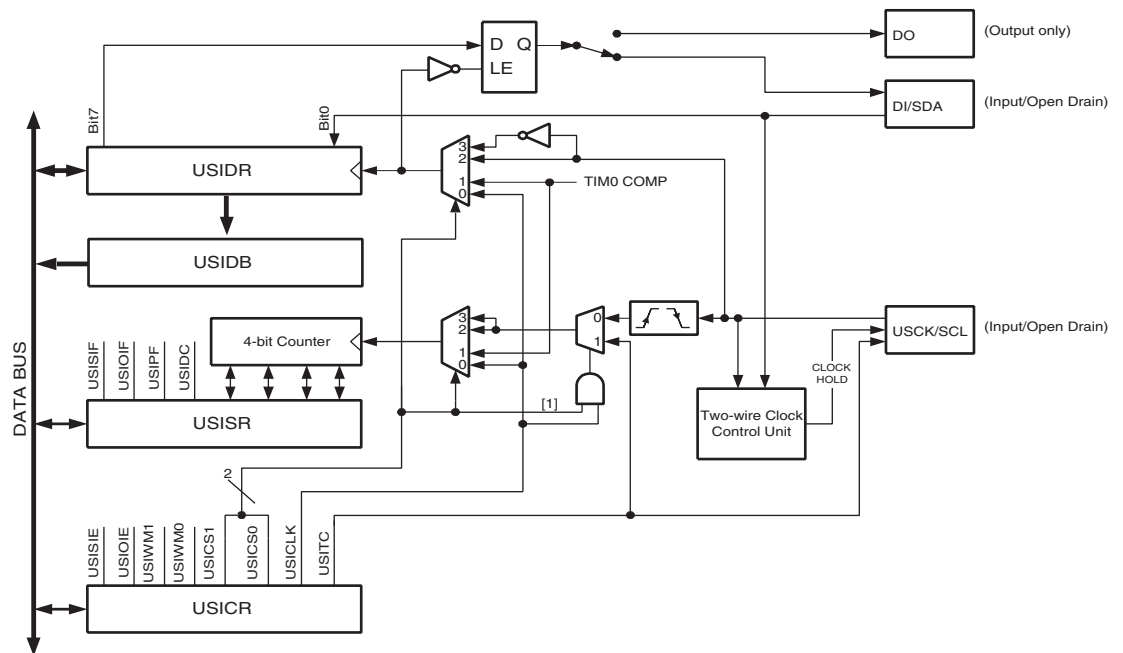 DO
(Output only)
D Q
LE
DI/SDA
(Input/Open Drain)
Bit7
Bit0
USIDR
3
2
1
0
TIM0 COMP
USIDB
DATA BUS
4-bit Counter
3
2
1
0
0
1
USCK/SCL
(Input/Open Drain)
CLOCK
HOLD
USISIF
USIOIF
USIPF
USIDC
[1]
Two-wire Clock
Control Unit
USISR
2
USISIE
USIOIE
USIWM1
USIWM0
USICS1
USICS0
USICLK
USITC
USICR